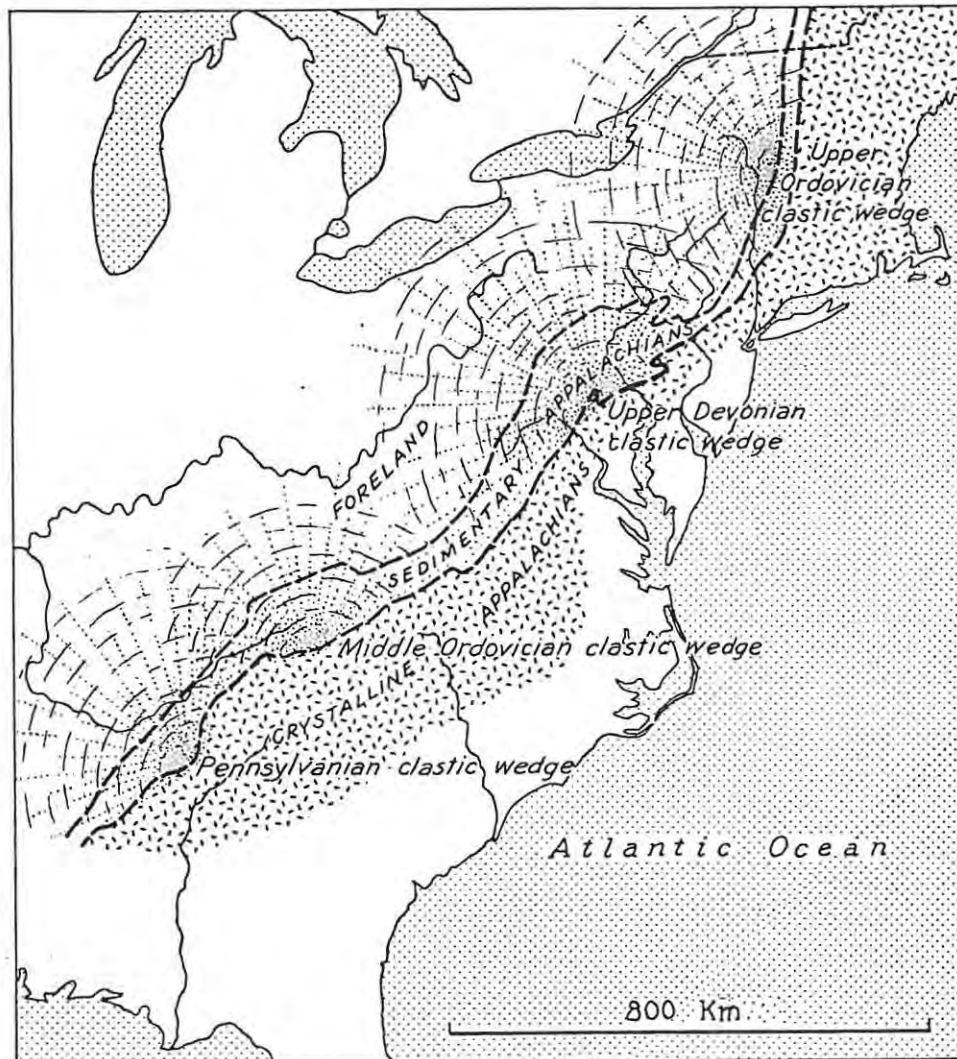 Upper
Ordovician
clastic wedge
APPALACHIANS
Upper Devonian
clastic wedge
FORELAND
SEDIMENTARY
APPALACHIANS
Middle Ordovician clastic wedge
CRYSTALLINE
Pennsylvanian clastic wedge
Atlantic Ocean
800 Km